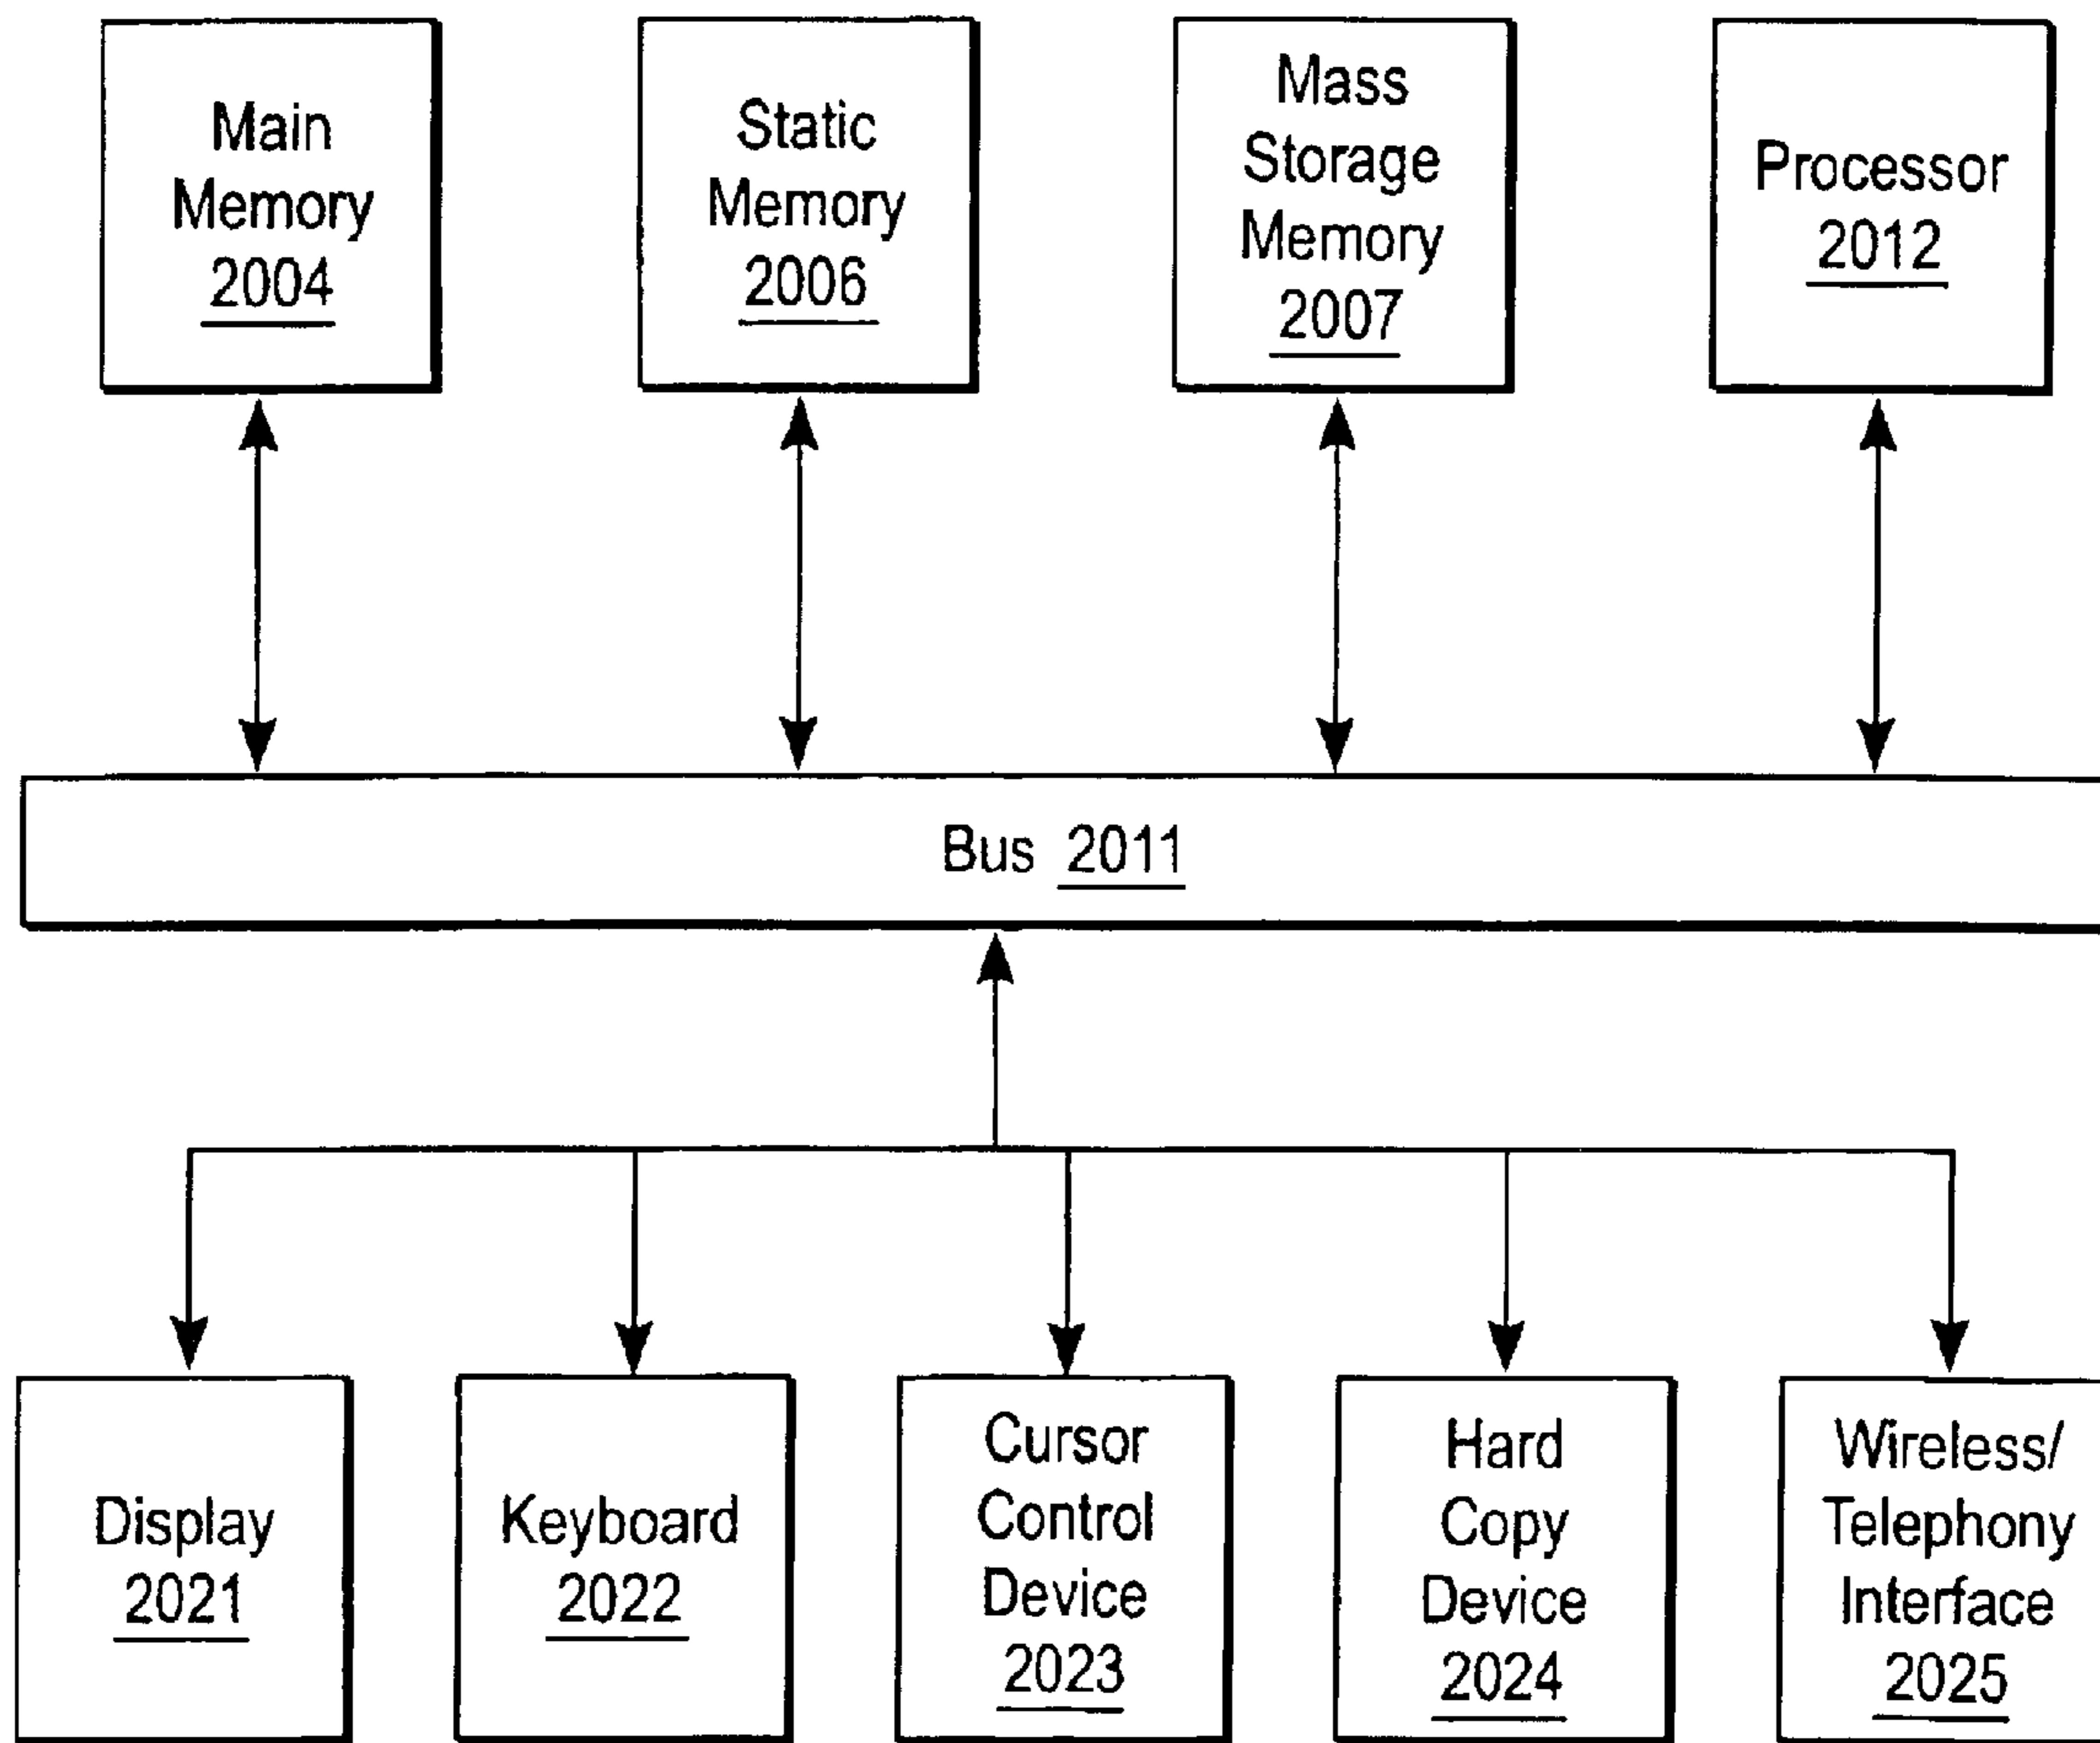 Main
Memory
2004
Static
Memory
2006
Mass
Storage
Memory
2007
Processor
2012
Bus 2011
Display
2021
Keyboard
2022
Cursor
Control
Device
2023
Hard
Copy
Device
2024
Wireless/
Telephony
Interface
2025